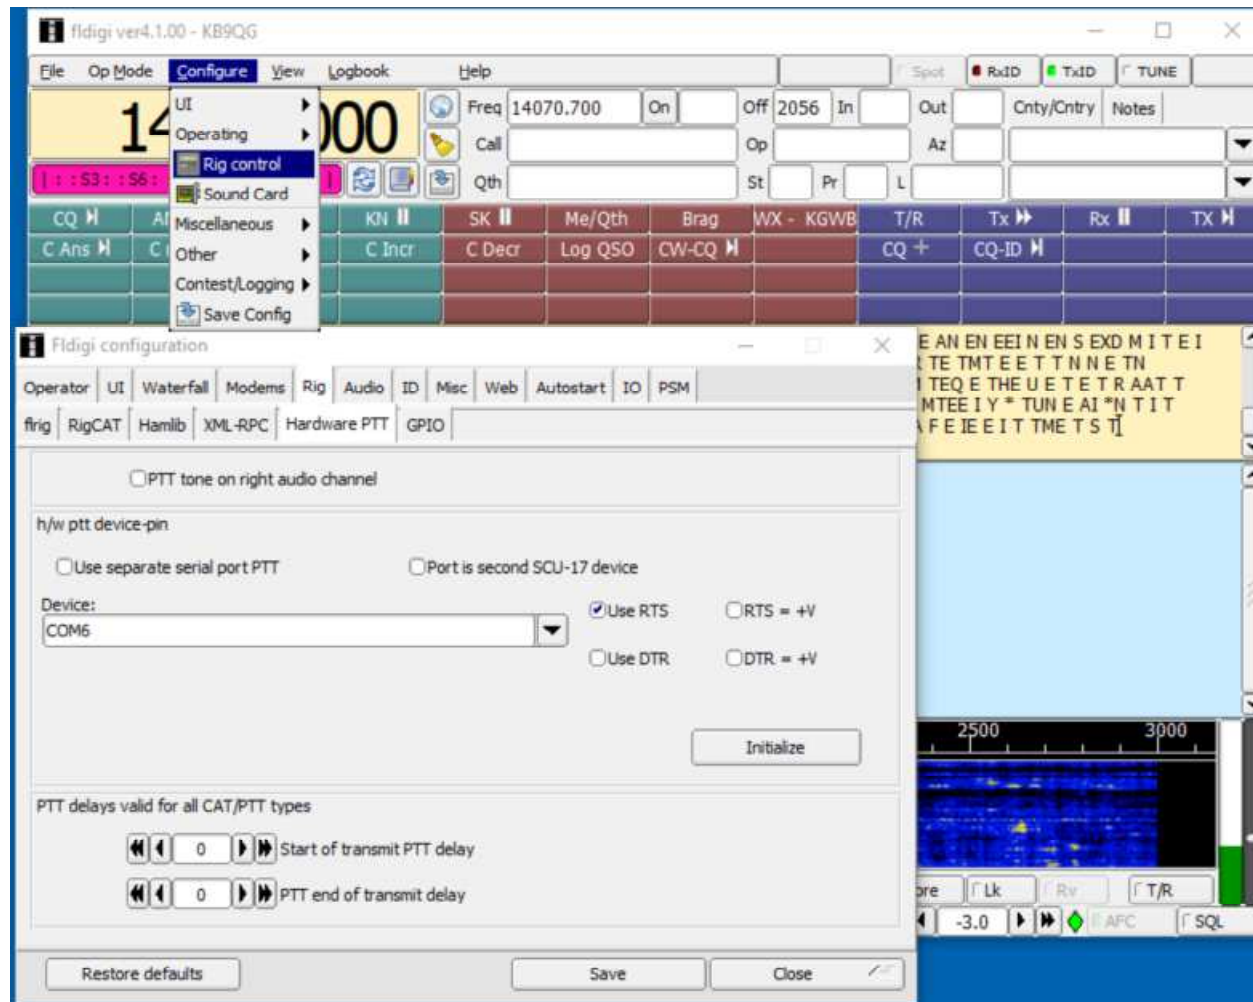 fldigi ver4.1.00 - KB9QG
File Op Mode Configure View Logbook Help Spot RxID TxID TUNE
14 000
Freq 14070.700 On Off 2056 In Out Cnty/Cntry Notes
Call Op Az
Qth St Pr L
UI
Operating
Rig control
Sound Card
Miscellaneous
Other
Contest/Logging
Save Config
|::S3::S6:
CQ KN SK Me/Qth Brag WX - KGWB T/R Tx Rx TX
C Ans C Incr C Decr Log QSO CW-CQ CQ CQ-ID
E AN EN EEI N EN S EXD M I T E I
TE TMT E E T T N N E TN
TEQ E THE U E T E T R AAT T
MTEE I Y * TUN E AI *N T I T
F E IE E I T TME T S T
Fldigi configuration
Operator UI Waterfall Modems Rig Audio ID Misc Web Autostart IO PSM
flrig RigCAT Hamlib XML-RPC Hardware PTT GPIO
PTT tone on right audio channel
h/w ptt device-pin
Use separate serial port PTT Port is second SCU-17 device
Device:
COM6
Use RTS RTS = +V
Use DTR DTR = +V
Initialize
PTT delays valid for all CAT/PTT types
0 Start of transmit PTT delay
0 PTT end of transmit delay
Restore defaults Save Close
2500 3000
Lk Rv T/R
-3.0 AFC SQL